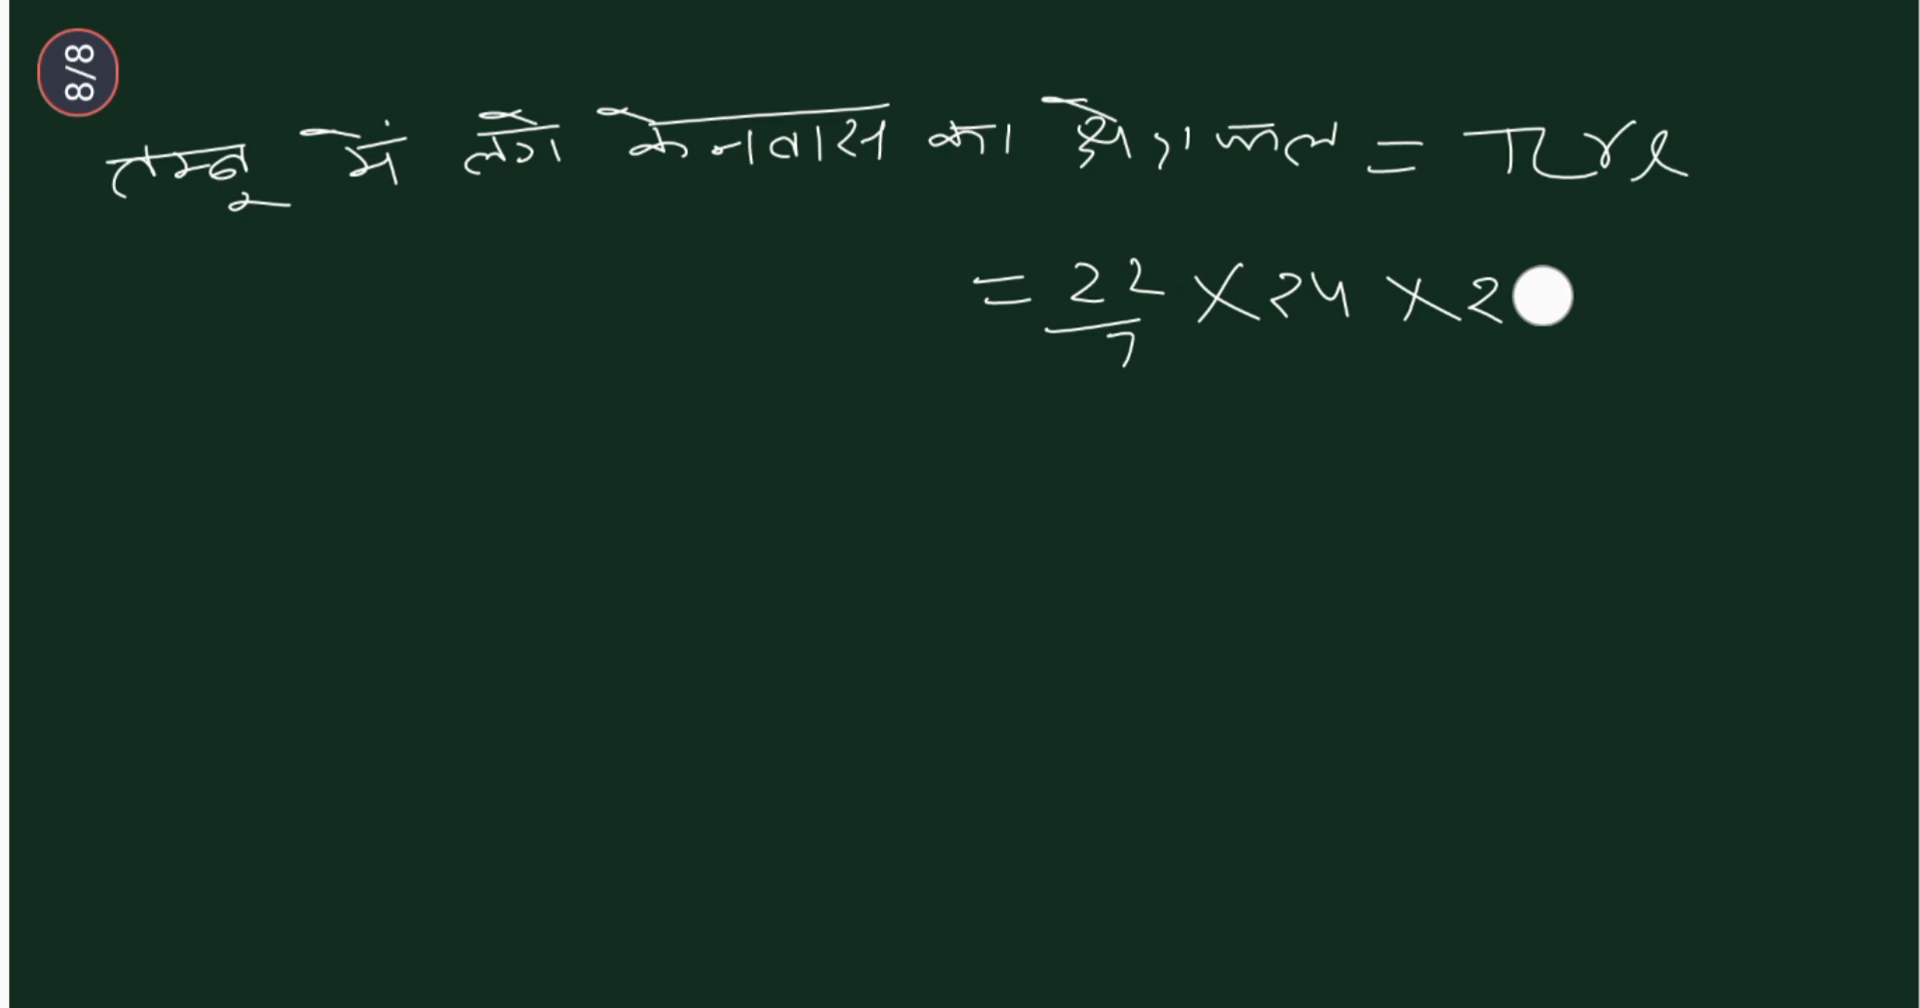 8/8
तम्बू में लगे केनवास का क्षेत्रफल = πrl
= 22/7 × 24 × 2